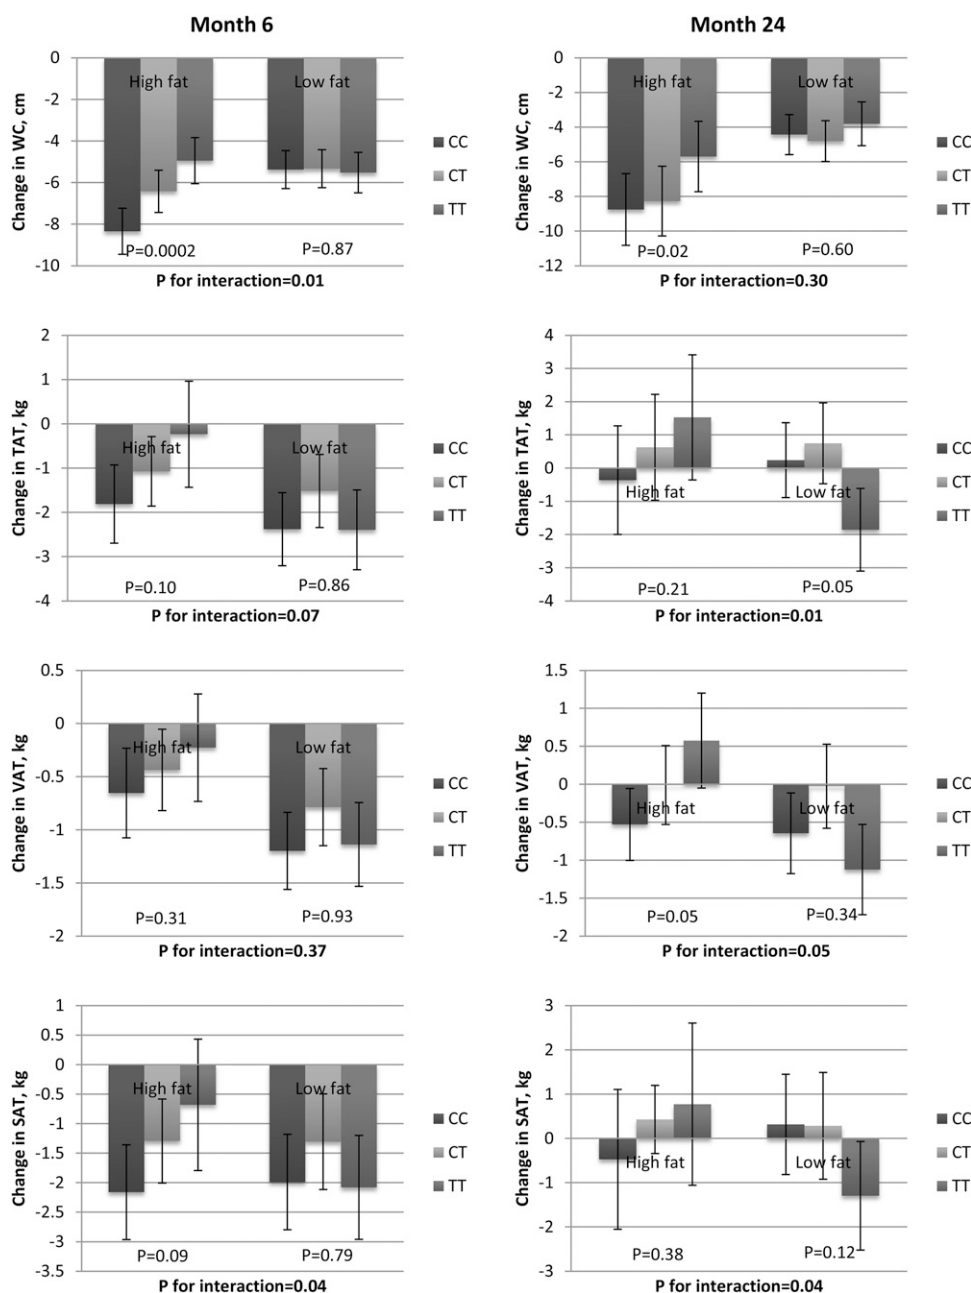 Month 6
Change in WC, cm
0
-2
-4
-6
-8
-10
High fat
Low fat
P=0.0002
P=0.87
CC
CT
TT
P for interaction=0.01
Month 24
Change in WC, cm
0
-2
-4
-6
-8
-10
-12
High fat
Low fat
P=0.02
P=0.60
CC
CT
TT
P for interaction=0.30
Change in TAT, kg
2
1
0
-1
-2
-3
-4
High fat
Low fat
P=0.10
P=0.86
CC
CT
TT
P for interaction=0.07
Change in TAT, kg
4
3
2
1
0
-1
-2
-3
-4
High fat
Low fat
P=0.21
P=0.05
CC
CT
TT
P for interaction=0.01
Change in VAT, kg
0.5
0
-0.5
-1
-1.5
-2
High fat
Low fat
P=0.31
P=0.93
CC
CT
TT
P for interaction=0.37
Change in VAT, kg
1.5
1
0.5
0
-0.5
-1
-1.5
-2
High fat
Low fat
P=0.05
P=0.34
CC
CT
TT
P for interaction=0.05
Change in SAT, kg
1
0.5
0
-0.5
-1
-1.5
-2
-2.5
-3
-3.5
High fat
Low fat
P=0.09
P=0.79
CC
CT
TT
P for interaction=0.04
Change in SAT, kg
3
2
1
0
-1
-2
-3
High fat
Low fat
P=0.38
P=0.12
CC
CT
TT
P for interaction=0.04